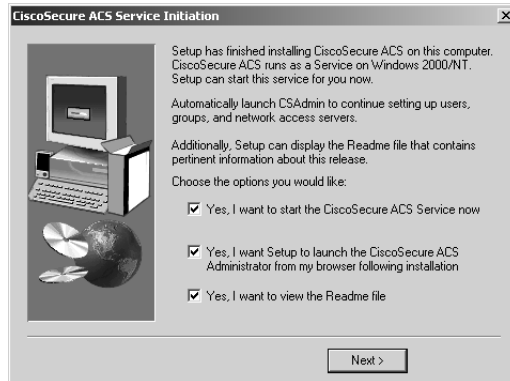 CiscoSecure ACS Service Initiation
Setup has finished installing CiscoSecure ACS on this computer.
CiscoSecure ACS runs as a Service on Windows 2000/NT.
Setup can start this service for you now.
Automatically launch CSAdmin to continue setting up users,
groups, and network access servers.
Additionally, Setup can display the Readme file that contains
pertinent information about this release.
Choose the options you would like:
Yes, I want to start the CiscoSecure ACS Service now
Yes, I want Setup to launch the CiscoSecure ACS
Administrator from my browser following installation
Yes, I want to view the Readme file
Next >